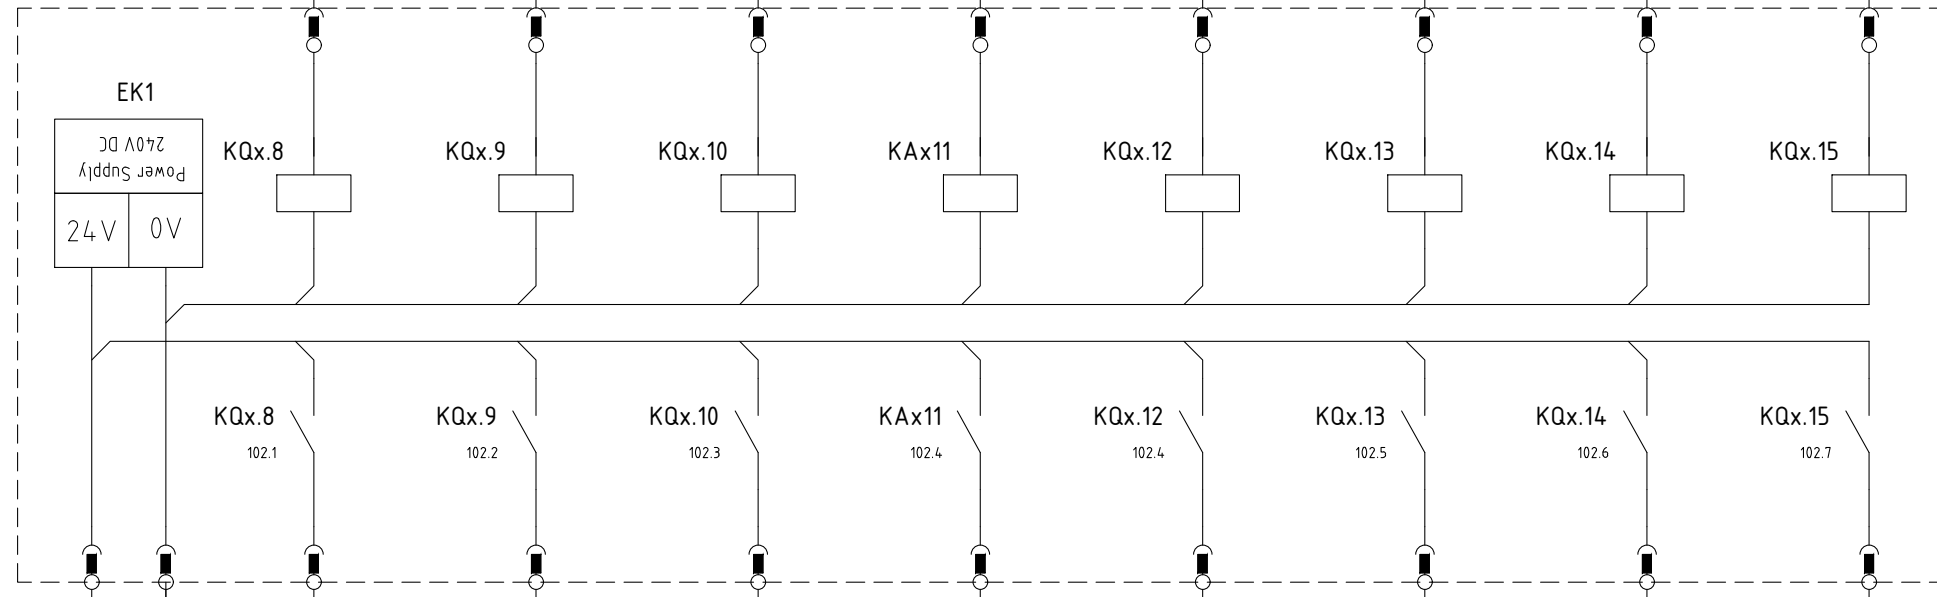 EK1
Power Supply
240V DC
24V 0V
KQx.8 KQx.9 KQx.10 KAx11 KQx.12 KQx.13 KQx.14 KQx.15
KQx.8 KQx.9 KQx.10 KAx11 KQx.12 KQx.13 KQx.14 KQx.15
102.1 102.2 102.3 102.4 102.4 102.5 102.6 102.7